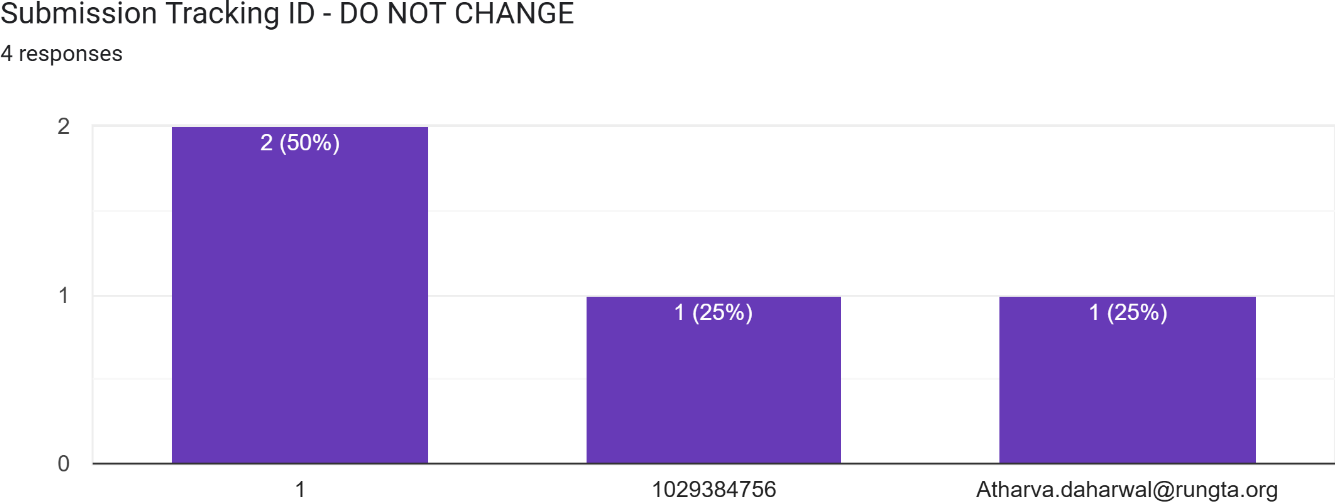 Submission Tracking ID - DO NOT CHANGE
4 responses
2
2 (50%)
1
1 (25%)
1 (25%)
0
1
1029384756
Atharva.daharwal@rungta.org